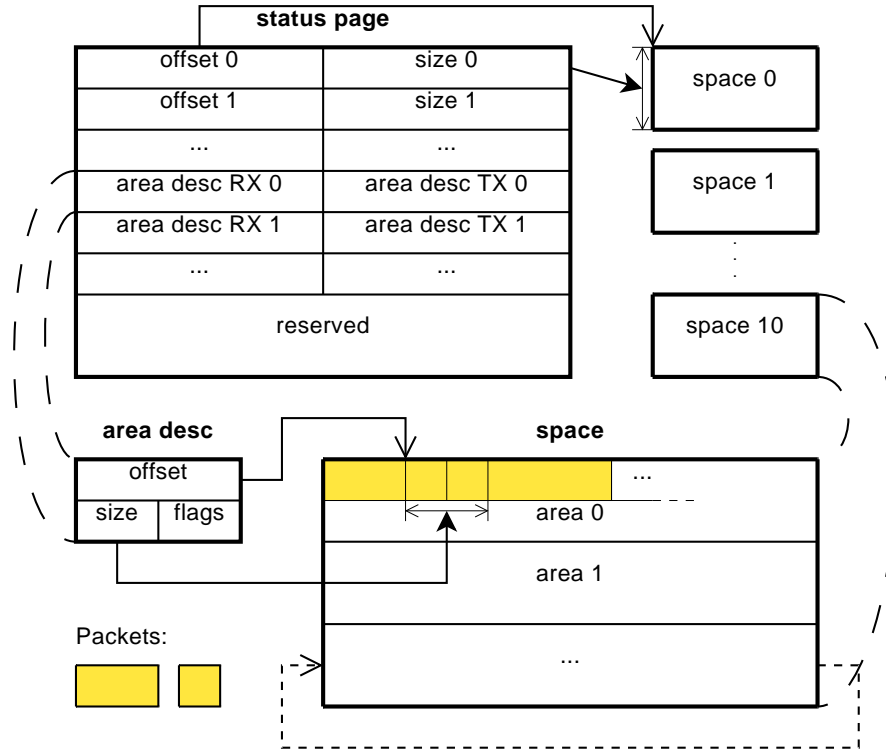 status page
offset 0 size 0
space 0
offset 1 size 1
...
...
area desc RX 0 area desc TX 0
space 1
area desc RX 1 area desc TX 1
...
...
reserved
space 10
area desc
space
offset
...
size flags
area 0
area 1
Packets:
...